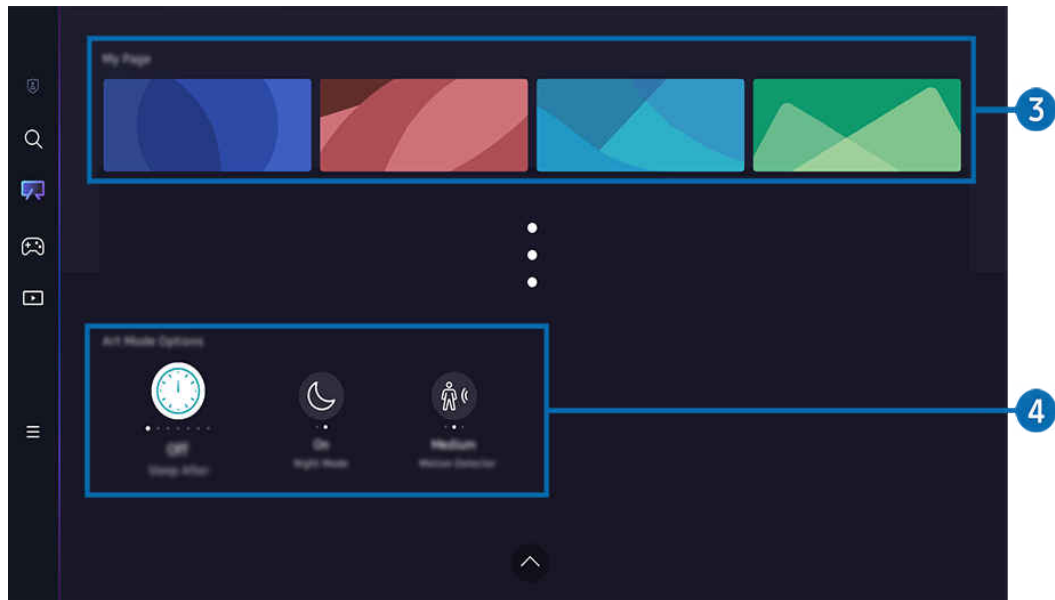 My Page
3
Art Mode Options
4
Off
On
Medium
Sleep After
Night Mode
Motion Detector